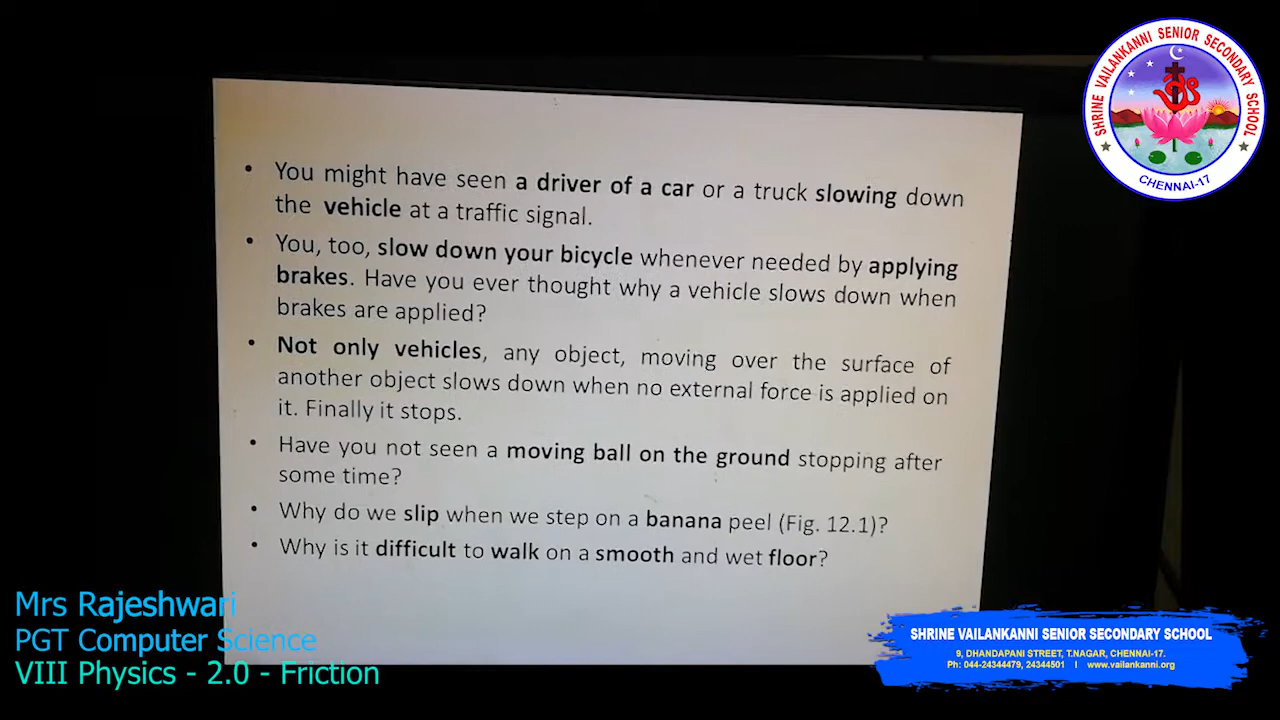 • You might have seen a driver of a car or a truck slowing down
the vehicle at a traffic signal.
• You, too, slow down your bicycle whenever needed by applying
brakes. Have you ever thought why a vehicle slows down when
brakes are applied?
• Not only vehicles, any object, moving over the surface of
another object slows down when no external force is applied on
it. Finally it stops.
• Have you not seen a moving ball on the ground stopping after
some time?
• Why do we slip when we step on a banana peel (Fig. 12.1)?
• Why is it difficult to walk on a smooth and wet floor?
SHRINE VAILANKANNI SENIOR SECONDARY SCHOOL
CHENNAI-17
Mrs Rajeshwari
PGT Computer Science
VIII Physics - 2.0 - Friction
SHRINE VAILANKANNI SENIOR SECONDARY SCHOOL
9, DHANDAPANI STREET, T.NAGAR, CHENNAI-17.
Ph: 044-24344479, 24344501 I www.vailankanni.org